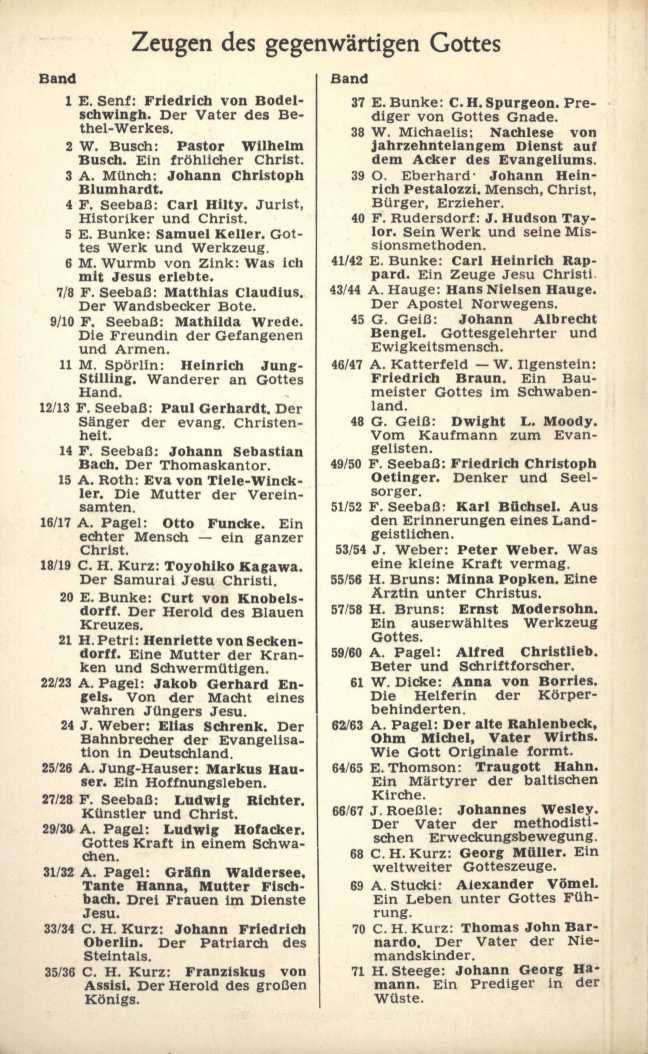 Zeugen des gegenwärtigen Gottes
Band
1 E. Senf: Friedrich von Bodel-
schwingh. Der Vater des Be-
thel-Werkes.
2 W. Busch: Pastor Wilhelm
Busch. Ein fröhlicher Christ.
3 A. Münch: Johann Christoph
Blumhardt.
4 F. Seebaß: Carl Hilty. Jurist,
Historiker und Christ.
5 E. Bunke: Samuel Keller. Got-
tes Werk und Werkzeug.
6 M. Wurmb von Zink: Was ich
mit Jesus erlebte.
7/8 F. Seebaß: Matthias Claudius.
Der Wandsbecker Bote.
9/10 F. Seebaß: Mathilda Wrede.
Die Freundin der Gefangenen
und Armen.
11 M. Spörlin: Heinrich Jung-
Stilling. Wanderer an Gottes
Hand.
12/13 F. Seebaß: Paul Gerhardt. Der
Sänger der evang. Christen-
heit.
14 F. Seebaß: Johann Sebastian
Bach. Der Thomaskantor.
15 A. Roth: Eva von Tiele-Winck-
ler. Die Mutter der Verein-
samten.
16/17 A. Pagel: Otto Funcke. Ein
echter Mensch — ein ganzer
Christ.
18/19 C. H. Kurz: Toyohiko Kagawa.
Der Samurai Jesu Christi.
20 E. Bunke: Curt von Knobels-
dorff. Der Herold des Blauen
Kreuzes.
21 H. Petri: Henriette von Secken-
dorff. Eine Mutter der Kran-
ken und Schwermütigen.
22/23 A. Pagel: Jakob Gerhard En-
gels. Von der Macht eines
wahren Jüngers Jesu.
24 J. Weber: Elias Schrenk. Der
Bahnbrecher der Evangelisa-
tion in Deutschland.
25/26 A. Jung-Hauser: Markus Hau-
ser. Ein Hoffnungsleben.
27/28 F. Seebaß: Ludwig Richter.
Künstler und Christ.
29/30 A. Pagel: Ludwig Hofacker.
Gottes Kraft in einem Schwa-
chen.
31/32 A. Pagel: Gräfin Waldersee,
Tante Hanna, Mutter Fisch-
bach. Drei Frauen im Dienste
Jesu.
33/34 C. H. Kurz: Johann Friedrich
Oberlin. Der Patriarch des
Steintals.
35/36 C. H. Kurz: Franziskus von
Assisi. Der Herold des großen
Königs.
Band
37 E. Bunke: C. H. Spurgeon. Pre-
diger von Gottes Gnade.
38 W. Michaelis: Nachlese von
jahrzehntelangem Dienst auf
dem Acker des Evangeliums.
39 O. Eberhard: Johann Hein-
rich Pestalozzi. Mensch, Christ,
Bürger, Erzieher.
40 F. Rudersdorf: J. Hudson Tay-
lor. Sein Werk und seine Mis-
sionsmethoden.
41/42 E. Bunke: Carl Heinrich Rap-
pard. Ein Zeuge Jesu Christi.
43/44 A. Hauge: Hans Nielsen Hauge.
Der Apostel Norwegens.
45 G. Geiß: Johann Albrecht
Bengel. Gottesgelehrter und
Ewigkeitsmensch.
46/47 A. Katterfeld — W. Ilgenstein:
Friedrich Braun. Ein Bau-
meister Gottes im Schwaben-
land.
48 G. Geiß: Dwight L. Moody.
Vom Kaufmann zum Evan-
gelisten.
49/50 F. Seebaß: Friedrich Christoph
Oetinger. Denker und Seel-
sorger.
51/52 F. Seebaß: Karl Büchsel. Aus
den Erinnerungen eines Land-
geistlichen.
53/54 J. Weber: Peter Weber. Was
eine kleine Kraft vermag.
55/56 H. Bruns: Minna Popken. Eine
Ärztin unter Christus.
57/58 H. Bruns: Ernst Modersohn.
Ein auserwähltes Werkzeug
Gottes.
59/60 A. Pagel: Alfred Christlieb.
Beter und Schriftforscher.
61 W. Dicke: Anna von Borries.
Die Helferin der Körper-
behinderten.
62/63 A. Pagel: Der alte Rahlenbeck,
Ohm Michel, Vater Wirths.
Wie Gott Originale formt.
64/65 E. Thomson: Traugott Hahn.
Ein Märtyrer der baltischen
Kirche.
66/67 J. Roeßle: Johannes Wesley.
Der Vater der methodisti-
schen Erweckungsbewegung.
68 C. H. Kurz: Georg Müller. Ein
weltweiter Gotteszeuge.
69 A. Stucki: Alexander Vömel.
Ein Leben unter Gottes Füh-
rung.
70 C. H. Kurz: Thomas John Bar-
nardo. Der Vater der Nie-
mandskinder.
71 H. Steege: Johann Georg Ha-
mann. Ein Prediger in der
Wüste.